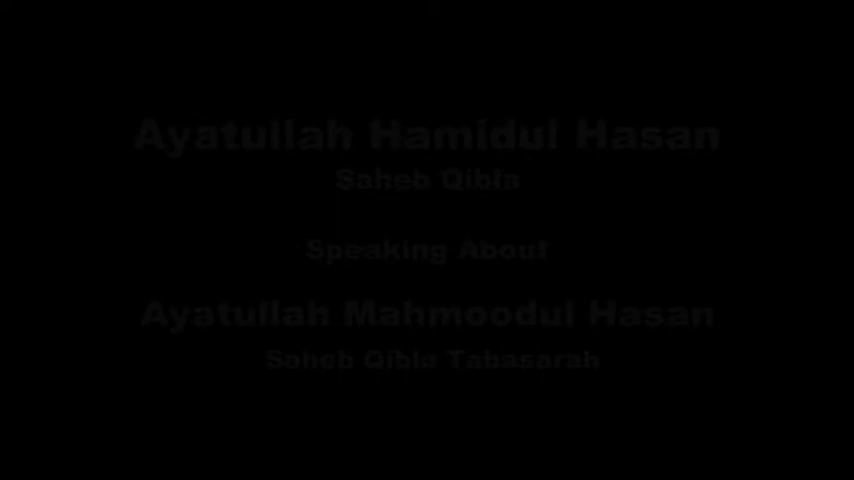 Ayatullah Hamidul Hasan
Saheb Qibla
Speaking About
Ayatullah Mahmoodul Hasan
Saheb Qibla Tabasarah